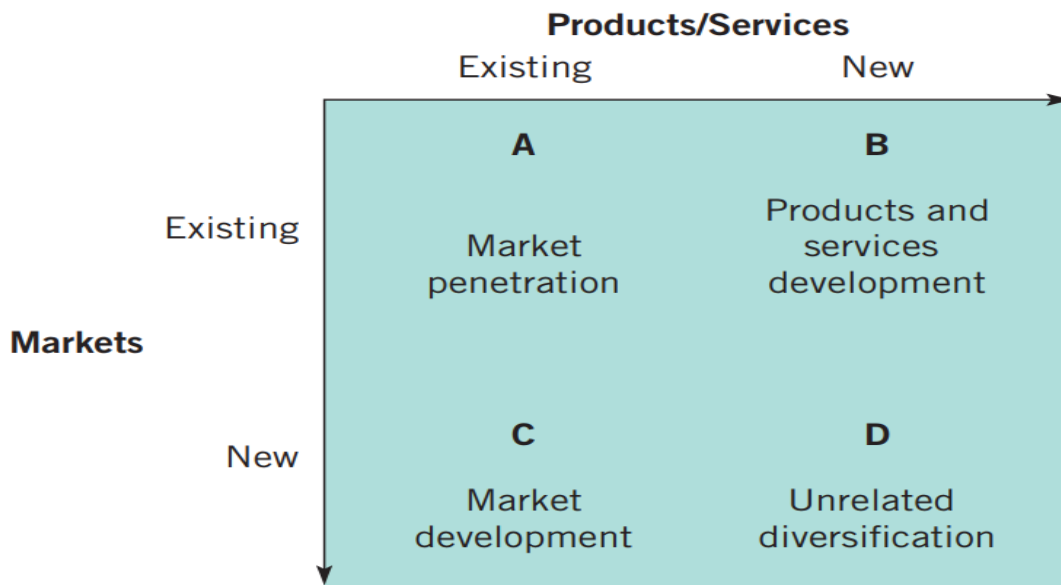 Products/Services
Existing New
A B
Existing
Market
penetration
Products and
services
development
Markets
C D
New
Market
development
Unrelated
diversification